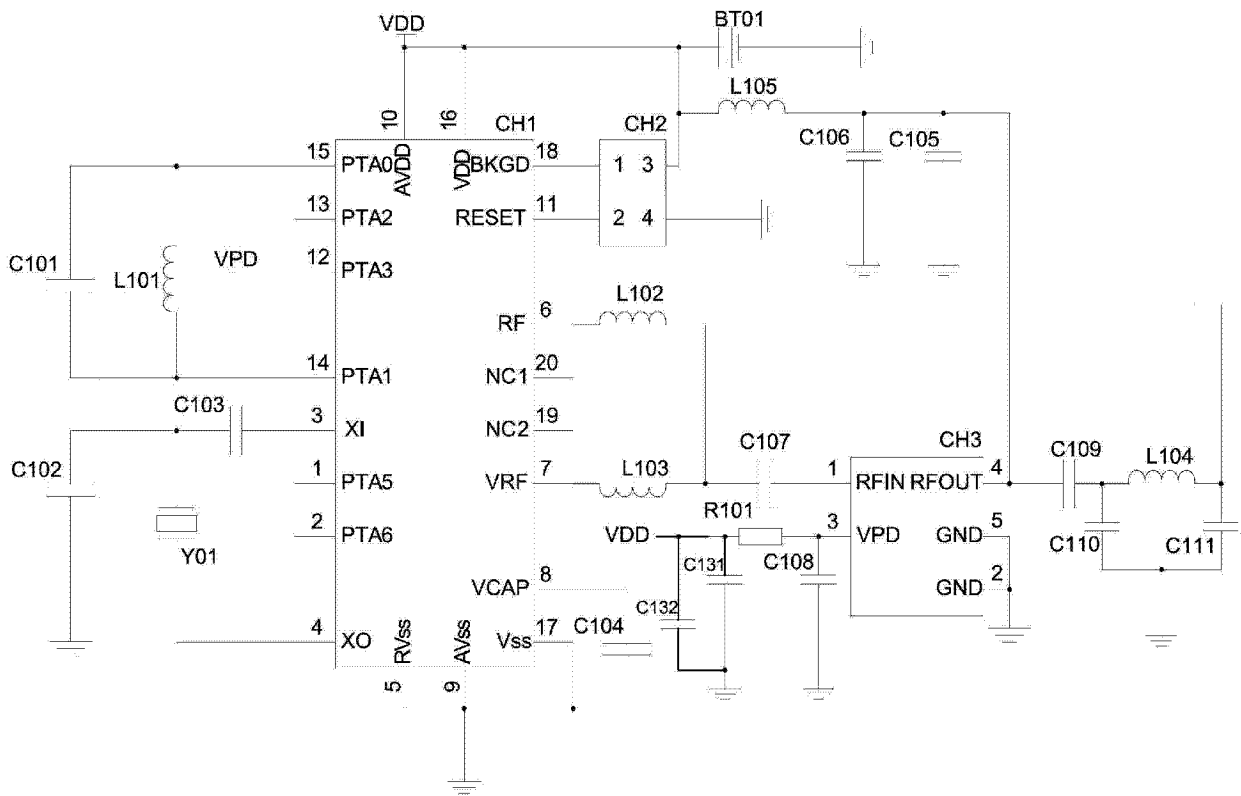 BT01
VDD
L105
10
16
CH1
CH2
C106
C105
15
PTA0
AVDD
VDD
BKGD
18
1 3
13
PTA2
RESET
11
2 4
C101
L101
VPD
12
PTA3
L102
RF
6
14
PTA1
NC1
20
C103
3
XI
NC2
19
C102
1
PTA5
VRF
7
L103
C107
1
RFIN
RFOUT
CH3
4
C109
L104
R101
2
PTA6
Y01
VDD
3
VPD
GND
5
C110
C111
C131
C108
VCAP
8
GND
2
C132
4
XO
RVss
AVss
Vss
17
C104
5
9